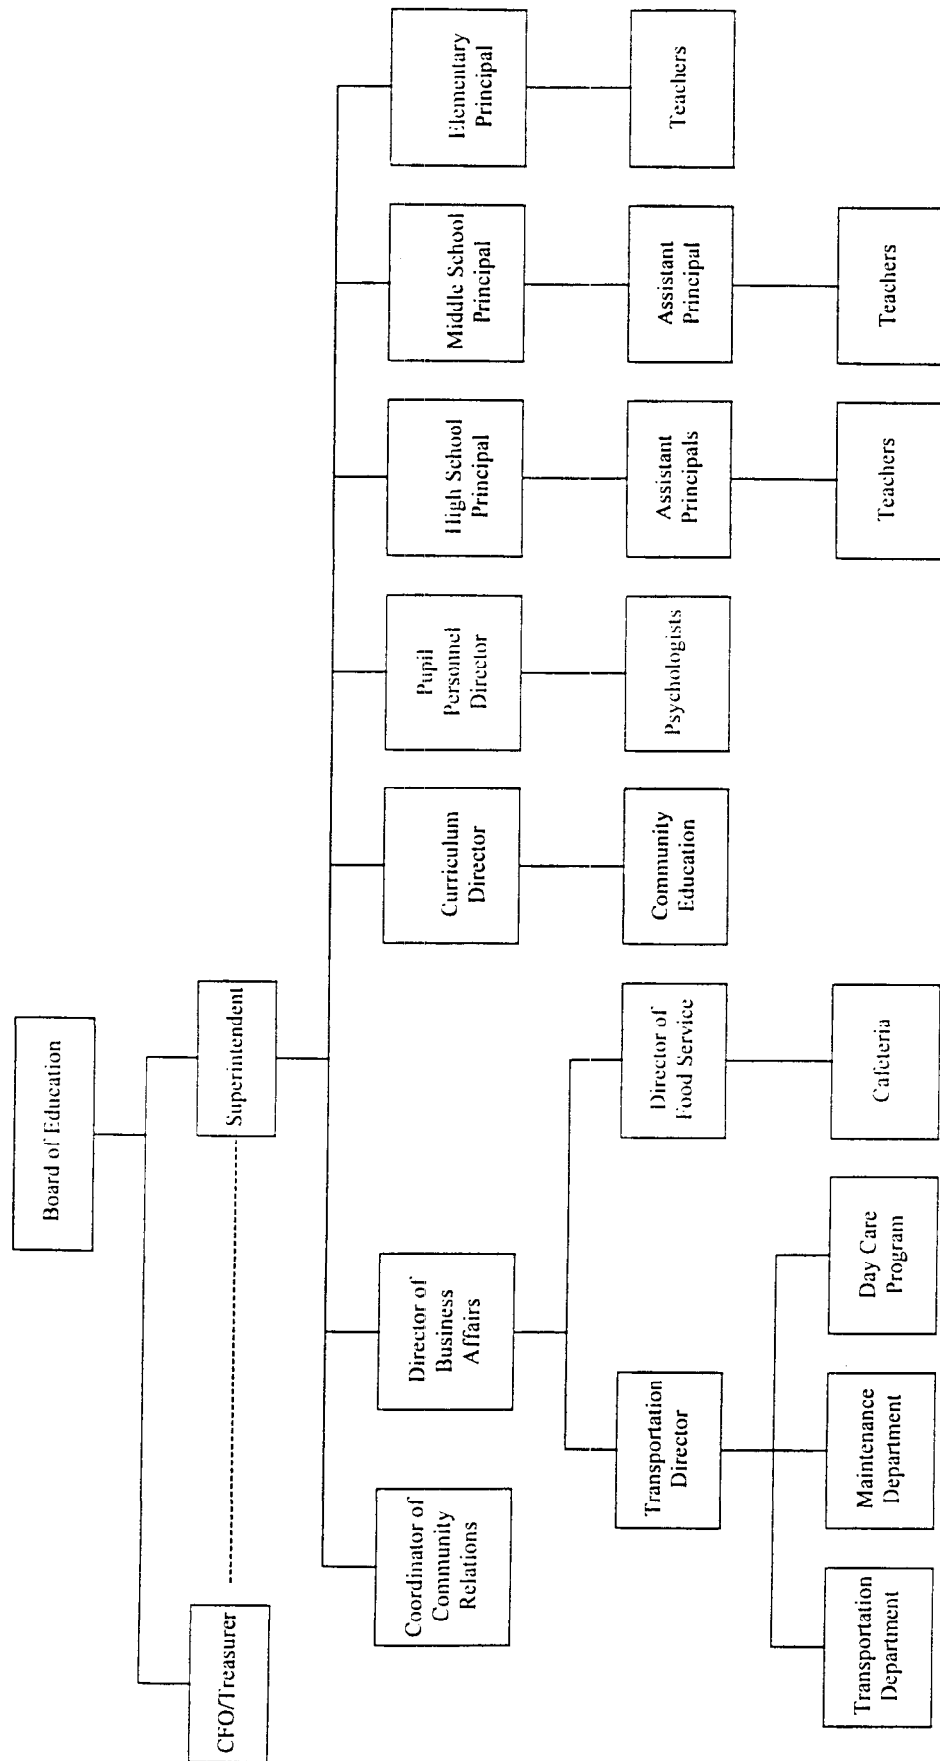 Board of Education
CFO/Treasurer
Superintendent
Coordinator of
Community
Relations
Director of
Business
Affairs
Curriculum
Director
Pupil
Personnel
Director
High School
Principal
Middle School
Principal
Elementary
Principal
Transportation
Director
Director of
Food Service
Community
Education
Psychologists
Assistant
Principals
Assistant
Principal
Teachers
Transportation
Department
Maintenance
Department
Day Care
Program
Cafeteria
Teachers
Teachers